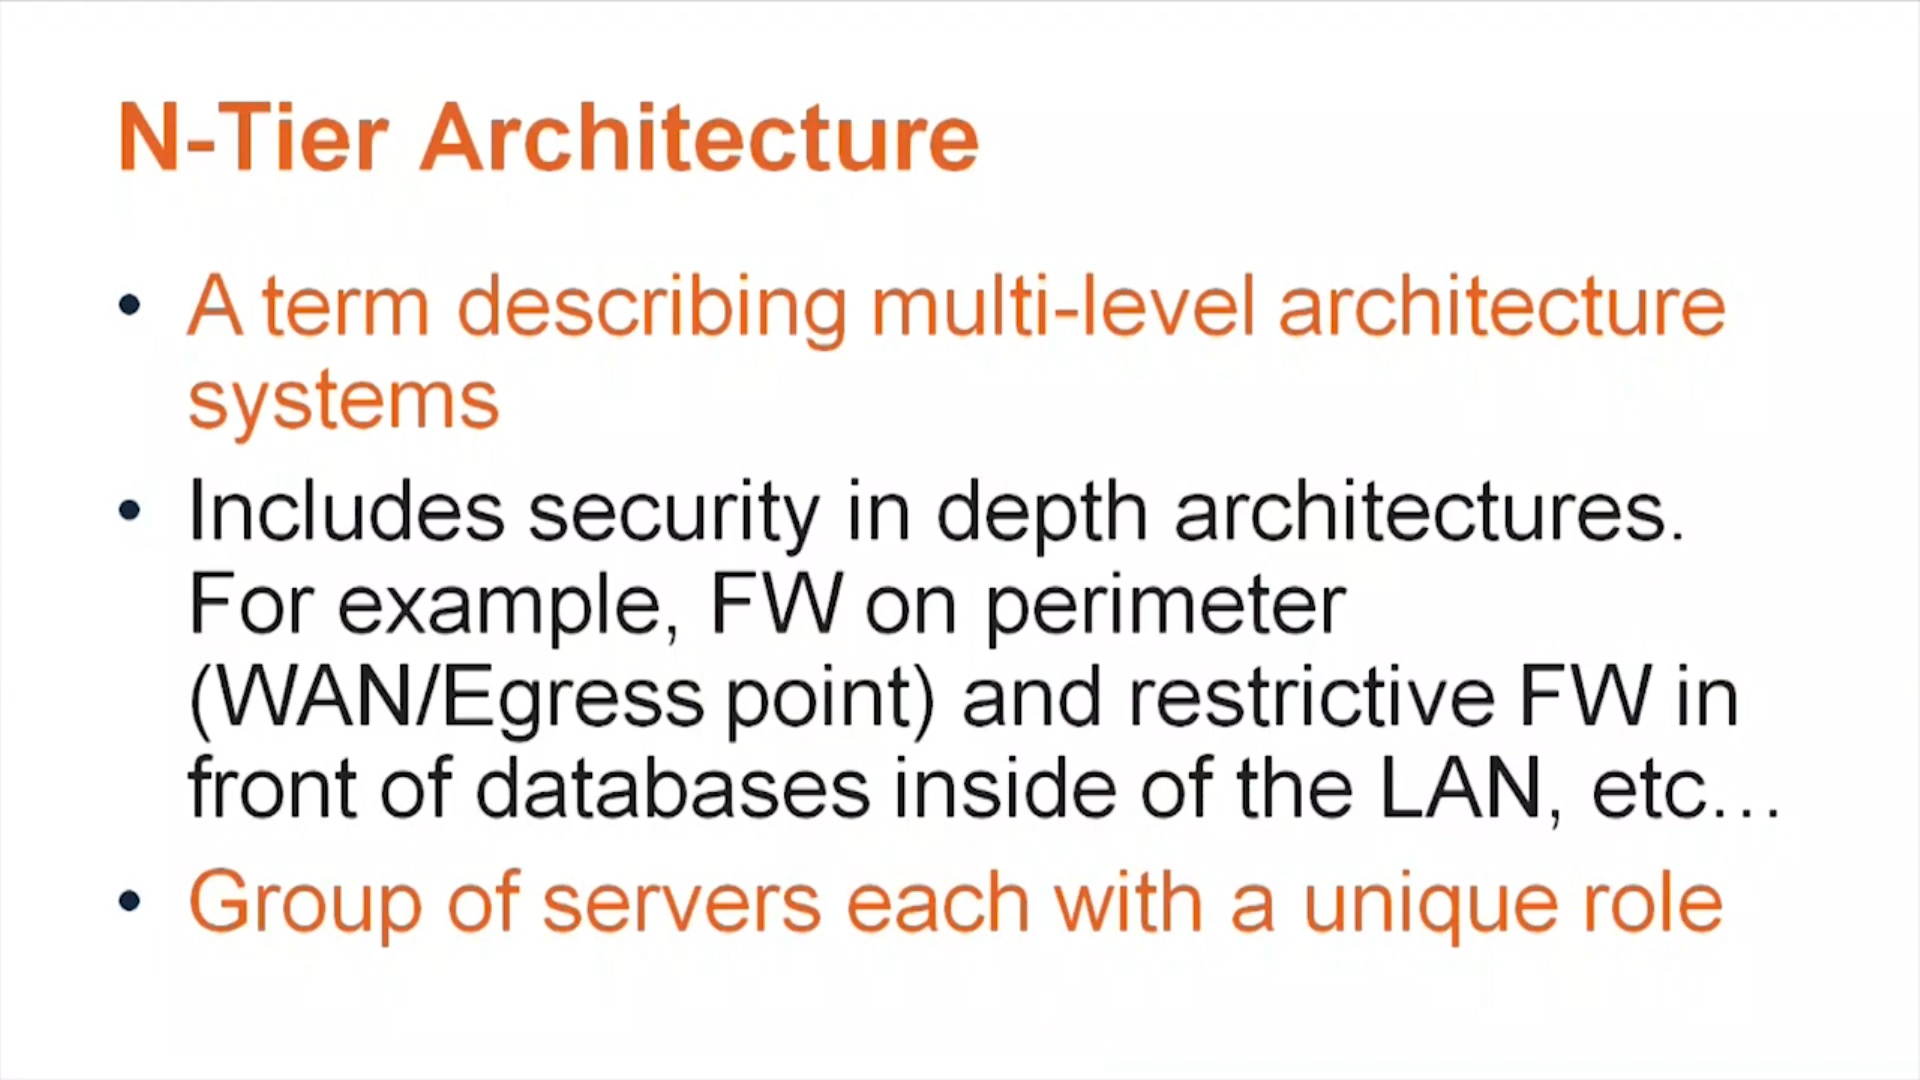 N-Tier Architecture
• A term describing multi-level architecture
systems
• Includes security in depth architectures.
For example, FW on perimeter
(WAN/Egress point) and restrictive FW in
front of databases inside of the LAN, etc…
• Group of servers each with a unique role